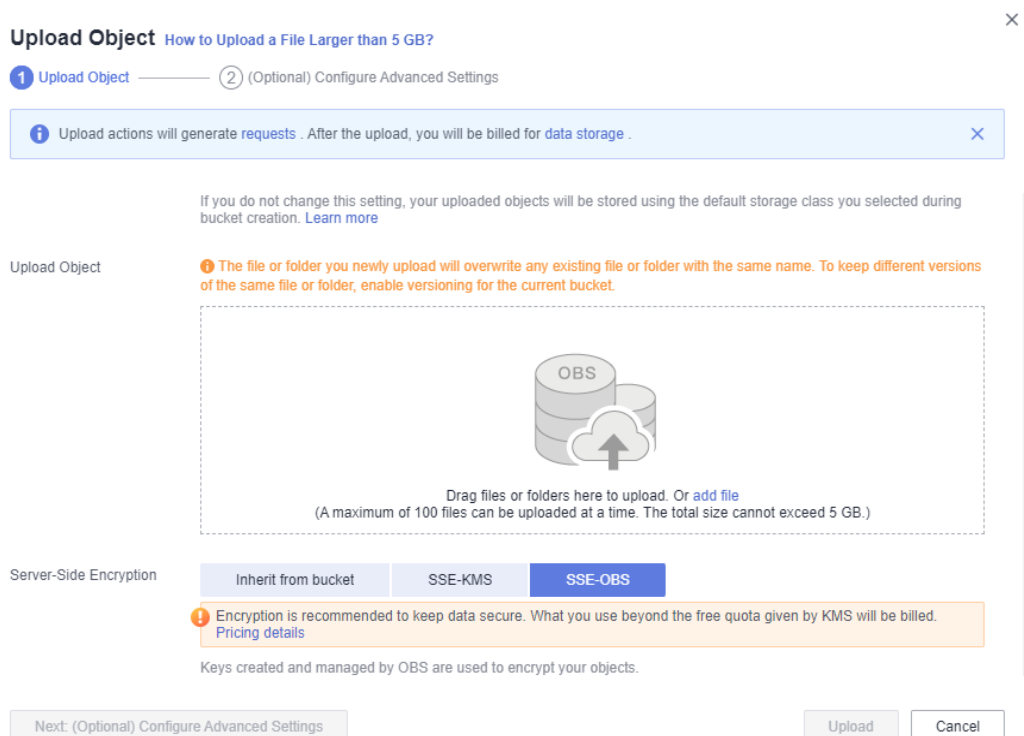 Upload Object How to Upload a File Larger than 5 GB?
1 Upload Object 2 (Optional) Configure Advanced Settings
Upload actions will generate requests . After the upload, you will be billed for data storage .
If you do not change this setting, your uploaded objects will be stored using the default storage class you selected during
bucket creation. Learn more
Upload Object
The file or folder you newly upload will overwrite any existing file or folder with the same name. To keep different versions
of the same file or folder, enable versioning for the current bucket.
OBS
Drag files or folders here to upload. Or add file
(A maximum of 100 files can be uploaded at a time. The total size cannot exceed 5 GB.)
Server-Side Encryption
Inherit from bucket SSE-KMS SSE-OBS
Encryption is recommended to keep data secure. What you use beyond the free quota given by KMS will be billed.
Pricing details
Keys created and managed by OBS are used to encrypt your objects.
Next: (Optional) Configure Advanced Settings Upload Cancel